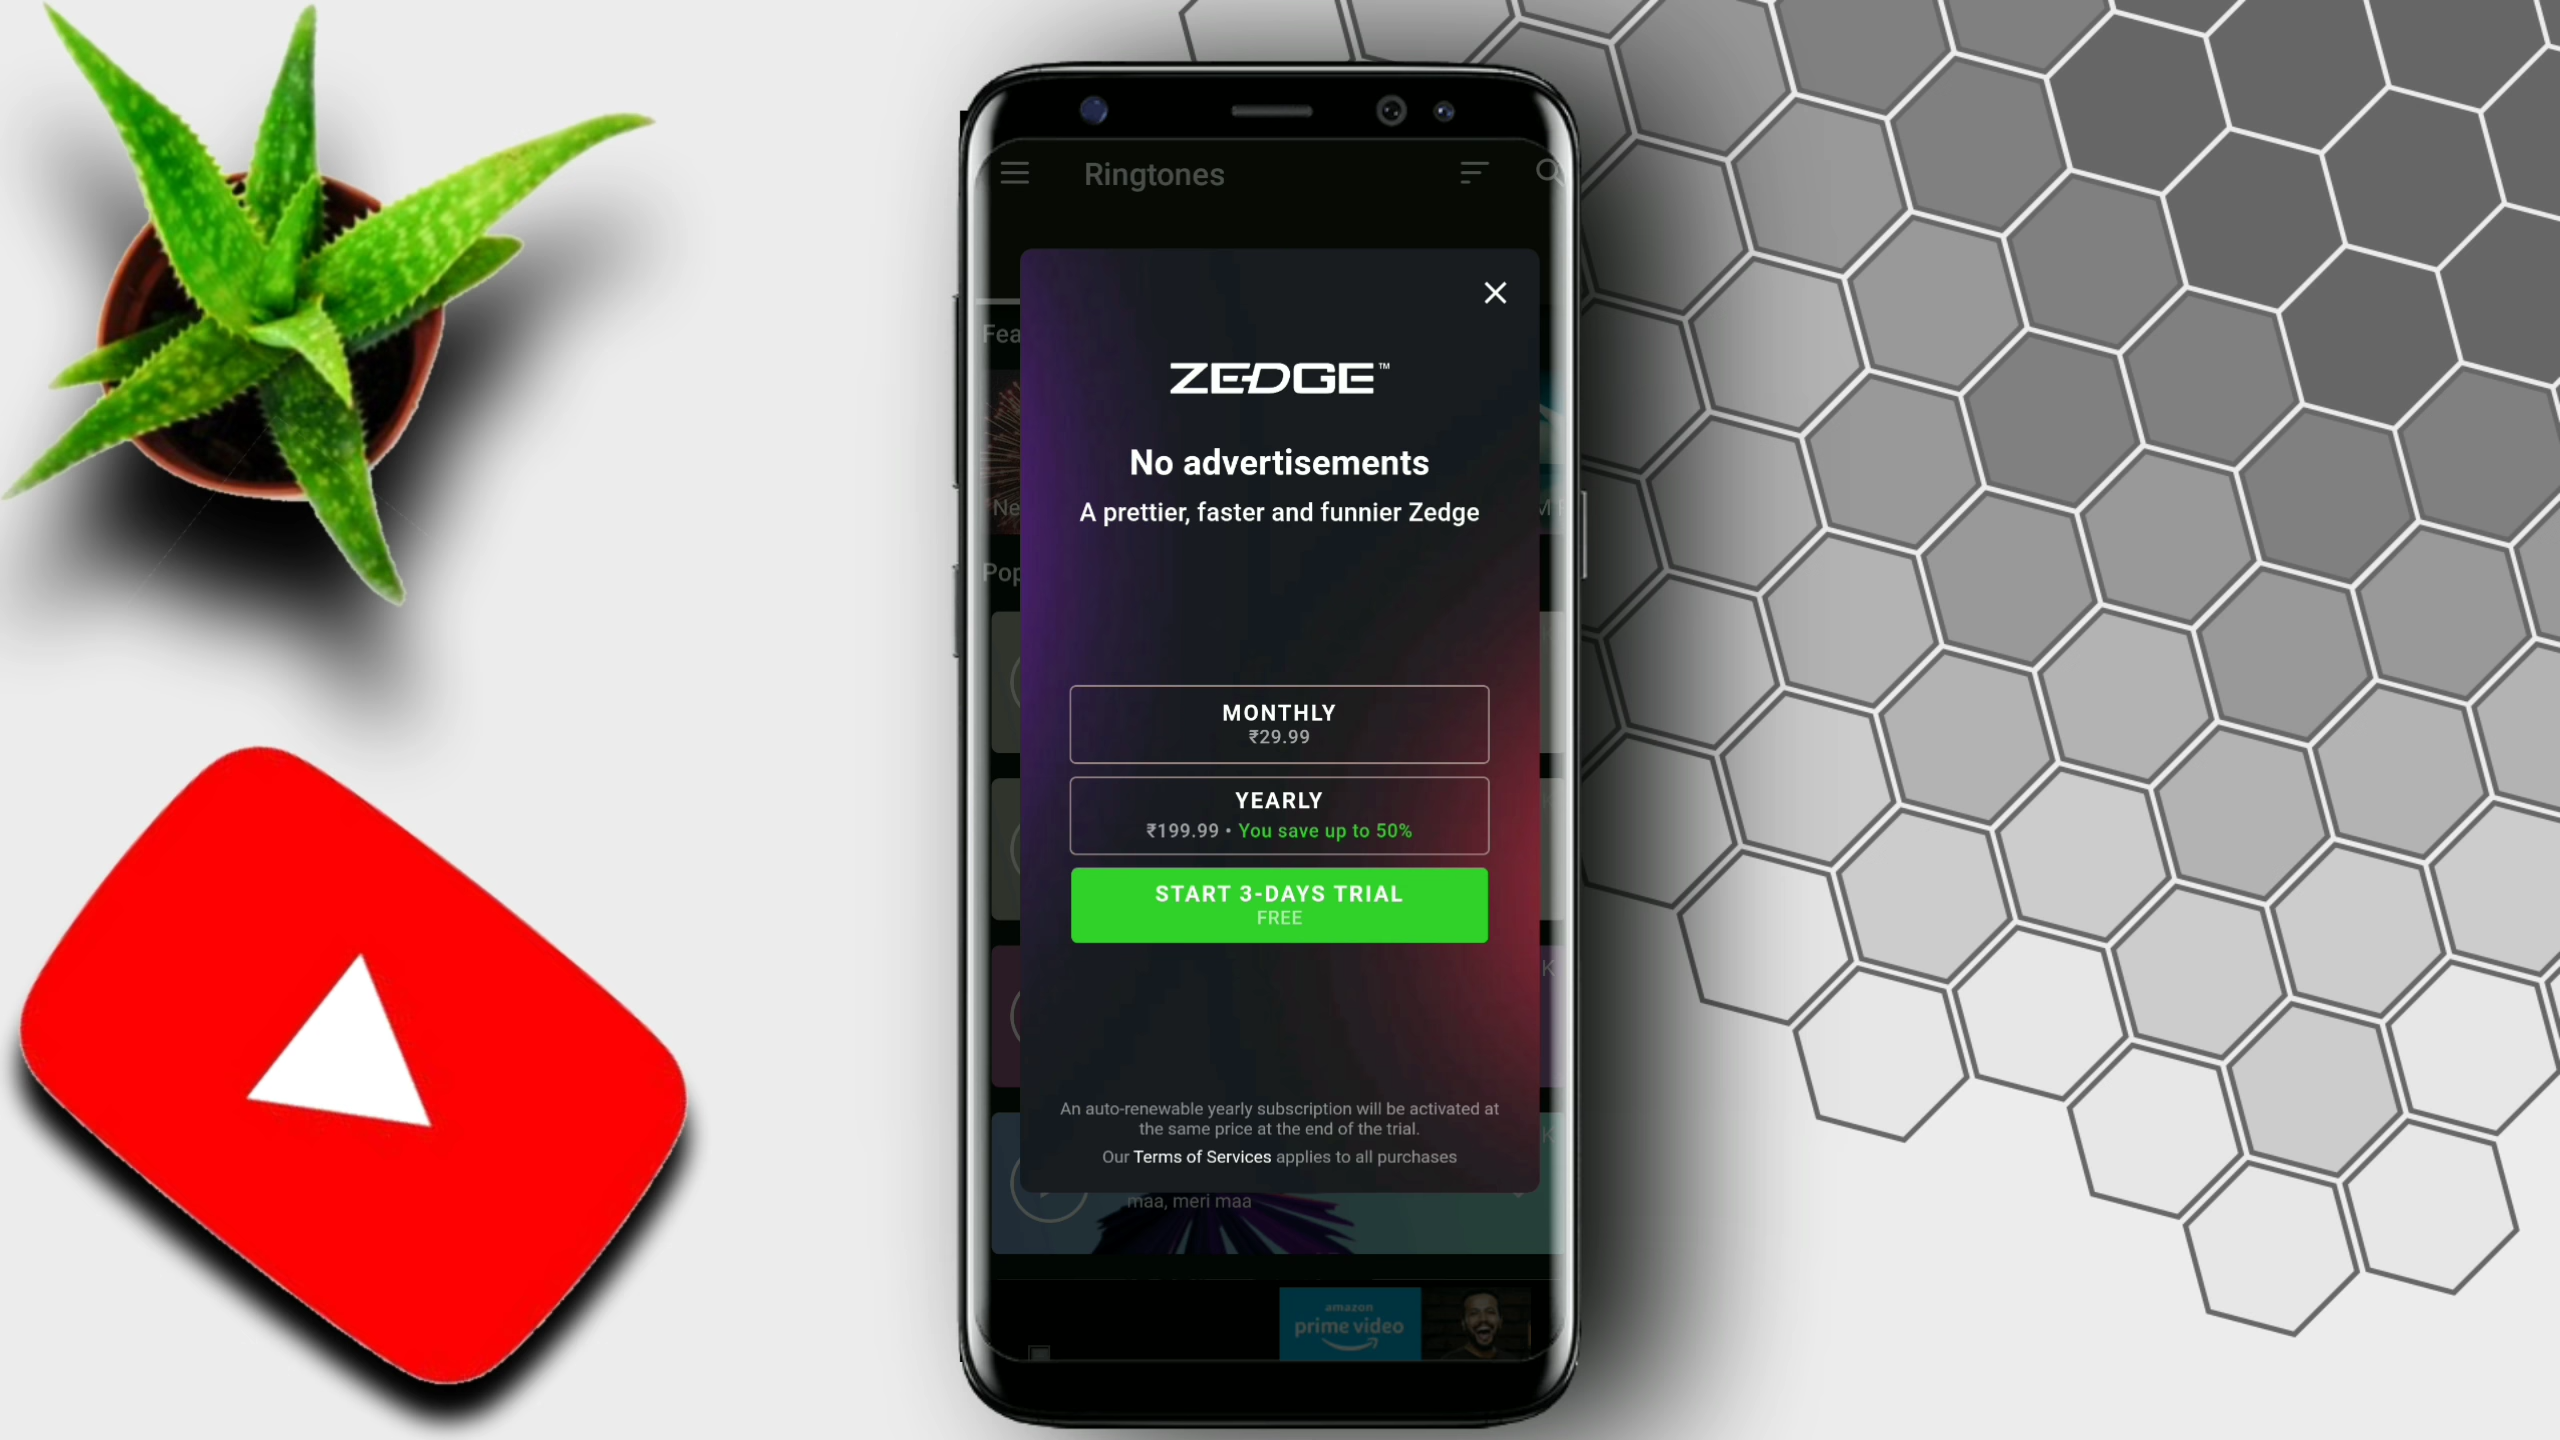 Ringtones
Fea
ZEDGE™
No advertisements
A prettier, faster and funnier Zedge
Ne
Pop
MONTHLY
₹29.99
YEARLY
₹199.99 • You save up to 50%
START 3-DAYS TRIAL
FREE
K
An auto-renewable yearly subscription will be activated at
the same price at the end of the trial.
K
Our Terms of Services applies to all purchases
maa, meri maa
amazon
prime video